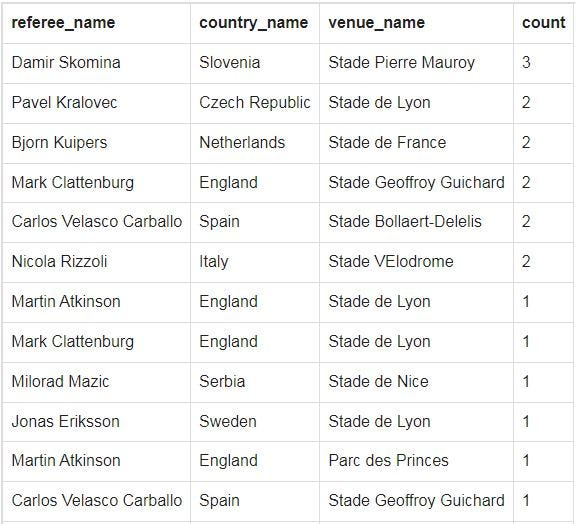 referee_name country_name venue_name count
Damir Skomina Slovenia Stade Pierre Mauroy 3
Pavel Kralovec Czech Republic Stade de Lyon 2
Bjorn Kuipers Netherlands Stade de France 2
Mark Clattenburg England Stade Geoffroy Guichard 2
Carlos Velasco Carballo Spain Stade Bollaert-Delelis 2
Nicola Rizzoli Italy Stade VElodrome 2
Martin Atkinson England Stade de Lyon 1
Mark Clattenburg England Stade de Lyon 1
Milorad Mazic Serbia Stade de Nice 1
Jonas Eriksson Sweden Stade de Lyon 1
Martin Atkinson England Parc des Princes 1
Carlos Velasco Carballo Spain Stade Geoffroy Guichard 1